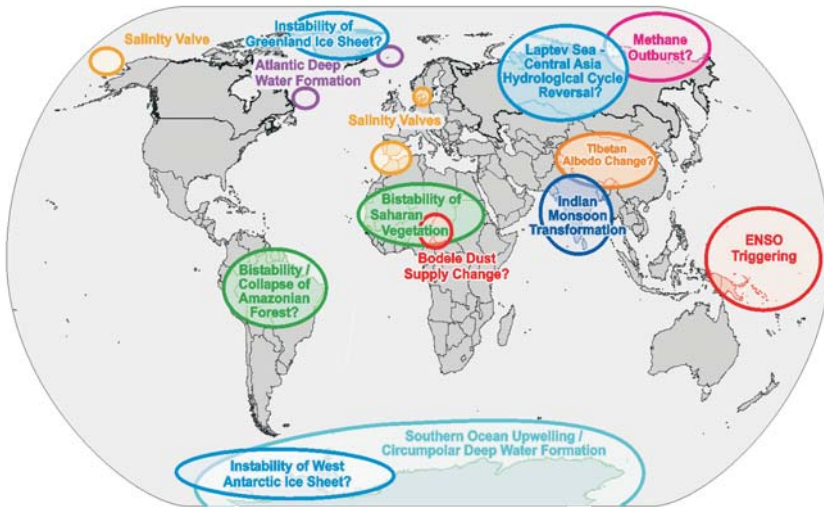 Salinity Valve
Instability of
Greenland Ice Sheet?
Atlantic Deep
Water Formation
Laptev Sea -
Central Asia
Hydrological Cycle
Reversal?
Methane
Outburst?
Salinity Valves
Tibetan
Albedo Change?
Bistability of
Saharan
Vegetation
Indian
Monsoon
Transformation
Bodele Dust
Supply Change?
ENSO
Triggering
Bistability /
Collapse of
Amazonian
Forest?
Southern Ocean Upwelling /
Circumpolar Deep Water Formation
Instability of West
Antarctic Ice Sheet?